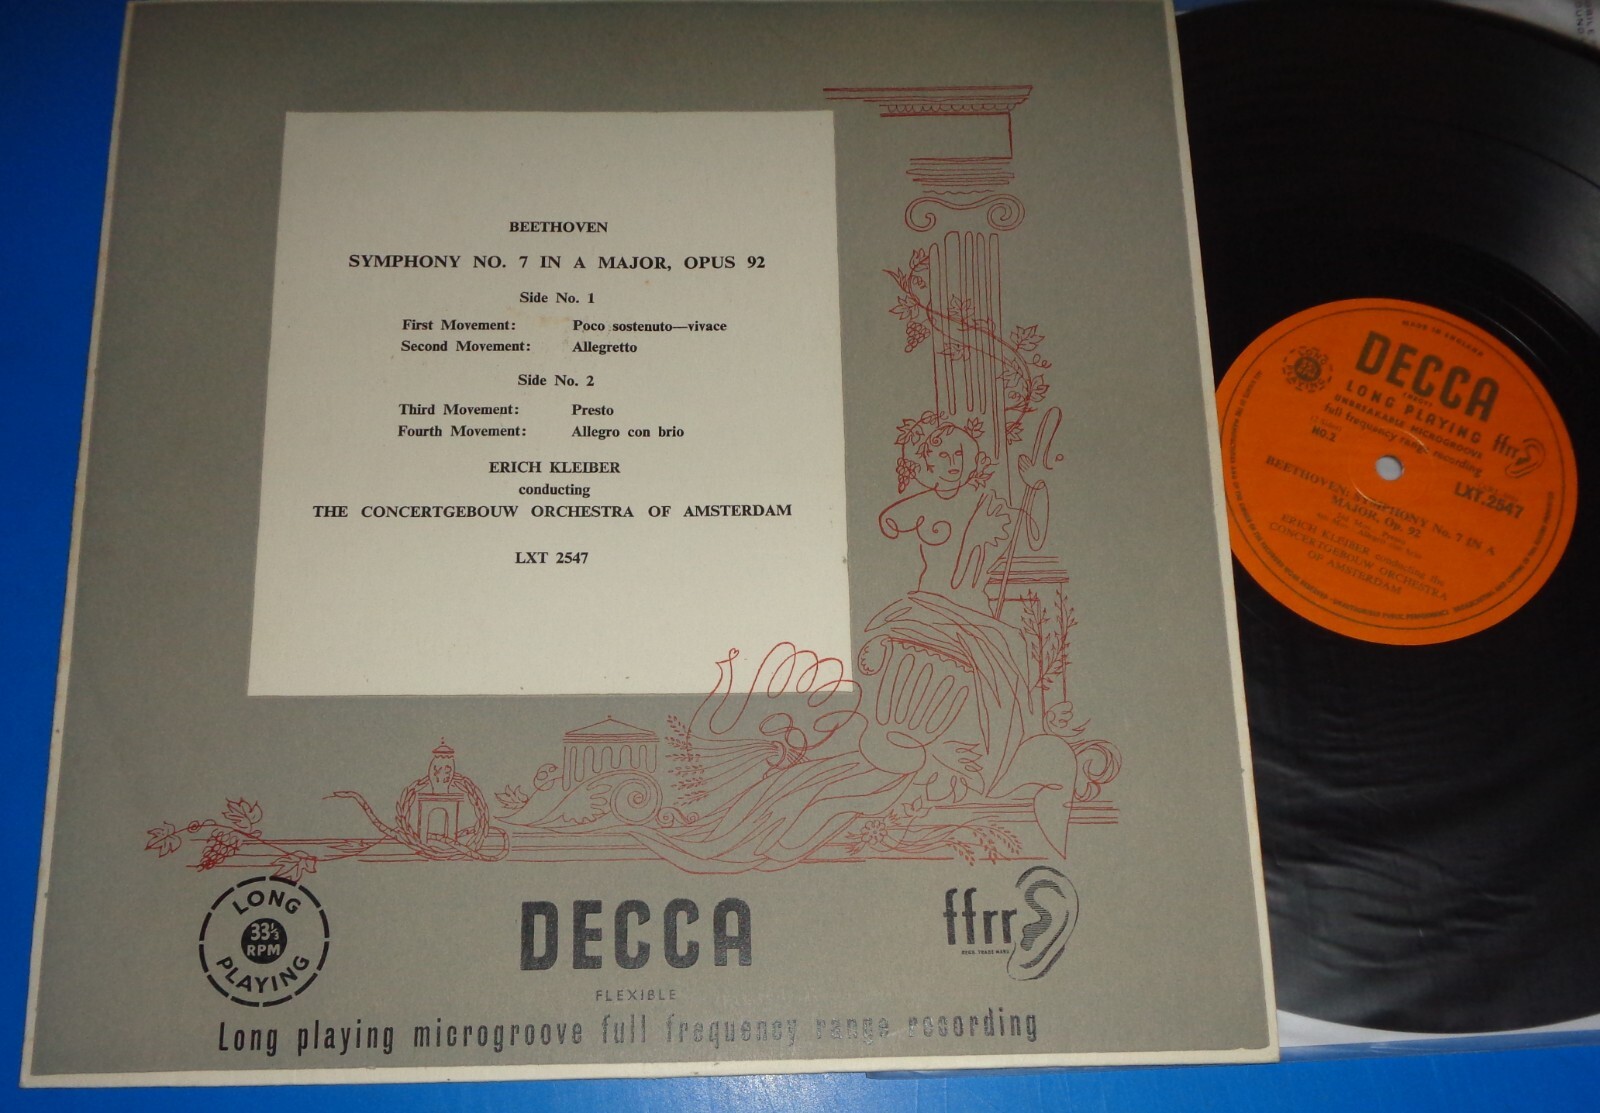 BEETHOVEN
SYMPHONY NO. 7 IN A MAJOR, OPUS 92
Side No. 1
First Movement: Poco sostenuto—vivace
Second Movement: Allegretto
Side No. 2
Third Movement: Presto
Fourth Movement: Allegro con brio
ERICH KLEIBER
conducting
THE CONCERTGEBOUW ORCHESTRA OF AMSTERDAM
LXT 2547
LONG
33⅓
RPM
PLAYING
DECCA
FLEXIBLE
ffrr
REGD. TRADE MARK
Long playing microgroove full frequency range recording
MADE IN ENGLAND
DECCA
LONG PLAYING
UNBREAKABLE MICROGROOVE
full frequency range recording
ffrr
NO.2
LXT.2547
BEETHOVEN: SYMPHONY No. 7 IN A
MAJOR, Op. 92
ERICH KLEIBER conducting the
CONCERTGEBOUW ORCHESTRA
OF AMSTERDAM